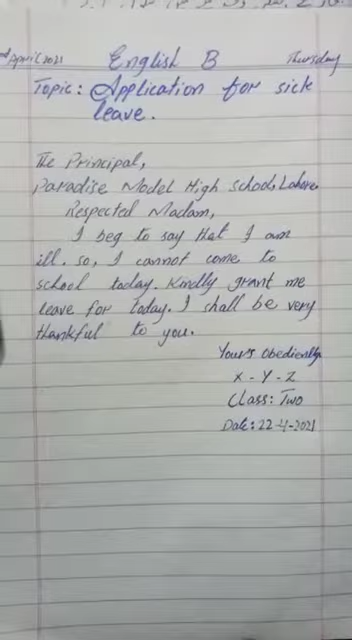 April 2021 English B Thursday
Topic: Application for sick
leave.
The Principal,
Paradise Model High School, Lahore.
Respected Madam,
I beg to say that I am
ill. so, I cannot come to
school today. Kindly grant me
leave for today. I shall be very
thankful to you.
Yours Obediently
X-Y-Z
Class: Two
Date: 22-4-2021